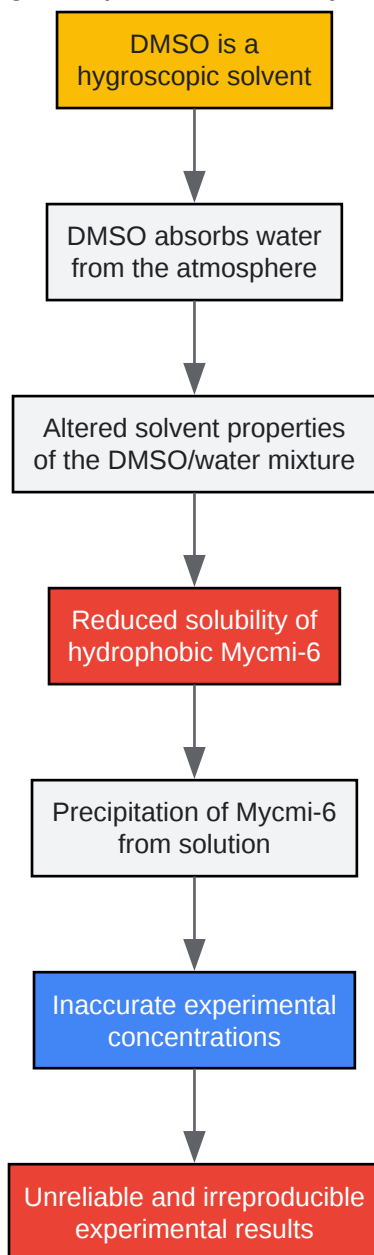 DMSO is a
hygroscopic solvent
DMSO absorbs water
from the atmosphere
Altered solvent properties
of the DMSO/water mixture
Reduced solubility of
hydrophobic Mycmi-6
Precipitation of Mycmi-6
from solution
Inaccurate experimental
concentrations
Unreliable and irreproducible
experimental results